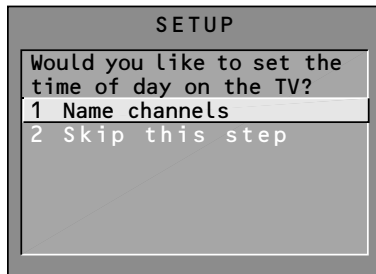 SETUP
Would you like to set the
time of day on the TV?
1 Name channels
2 Skip this step